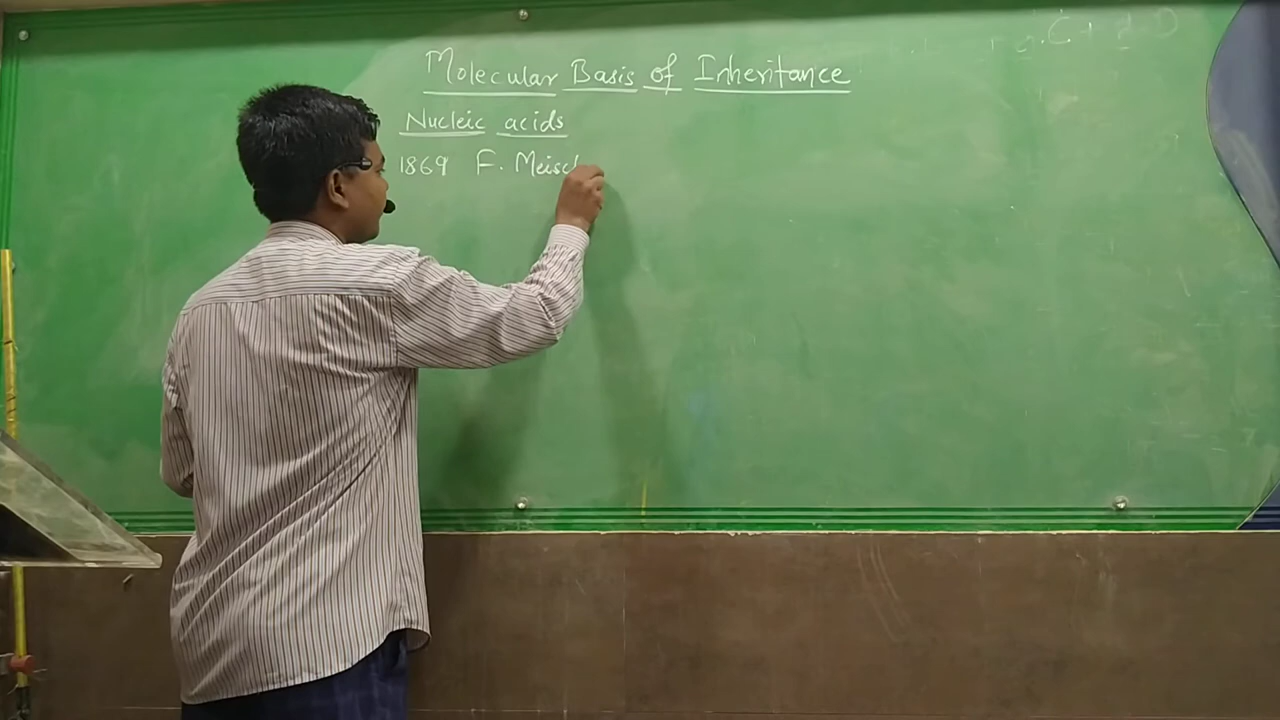 Molecular Basis of Inheritance
Nucleic acids
1869 F. Meisch